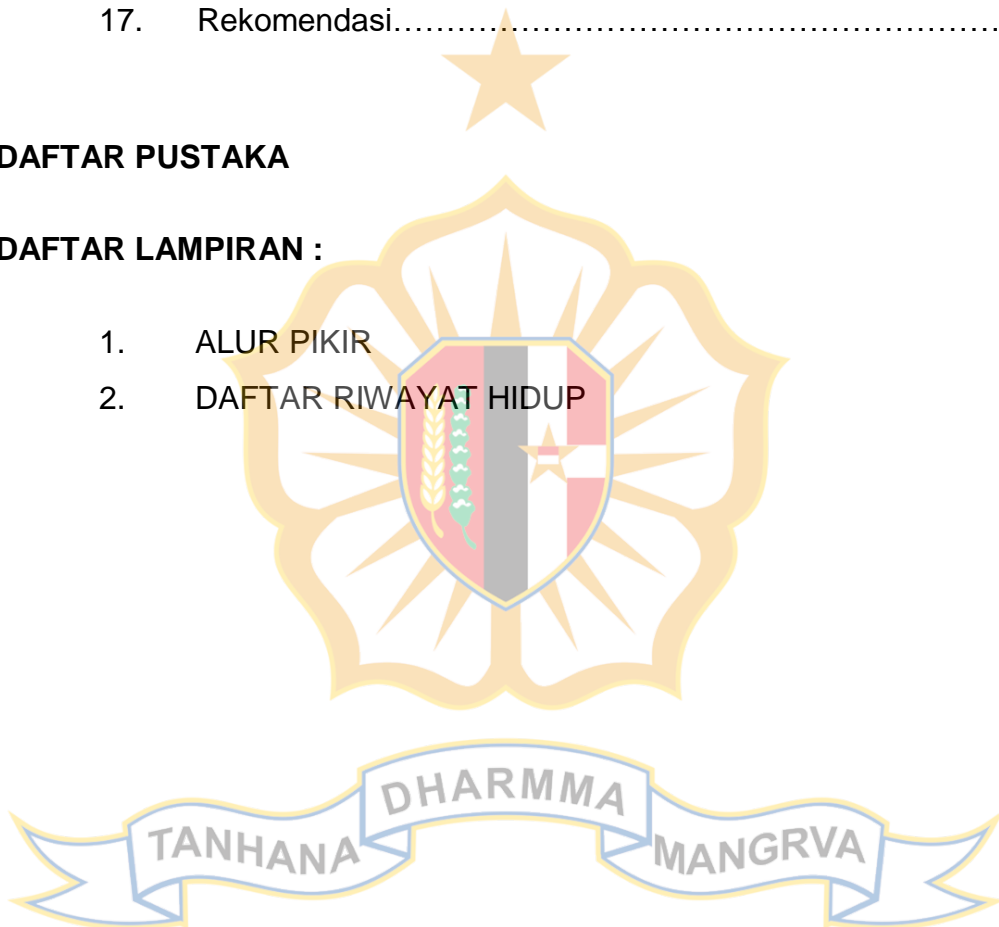 17. Rekomendasi……………………………………………………………
DAFTAR PUSTAKA
DAFTAR LAMPIRAN :
1. ALUR PIKIR
2. DAFTAR RIWAYAT HIDUP
TANHANA DHARMMA MANGRVA